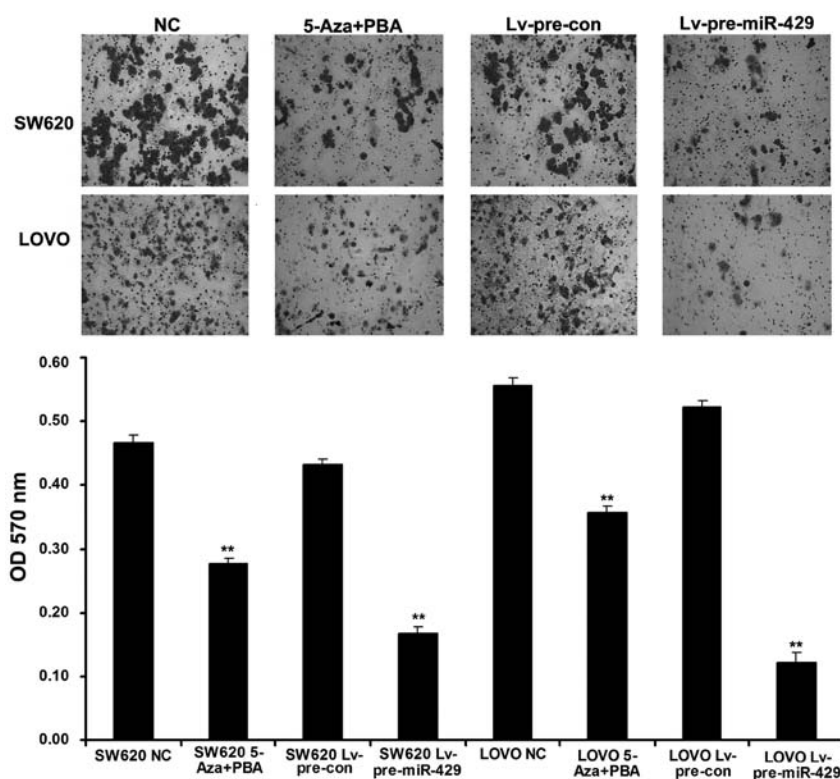 NC 5-Aza+PBA Lv-pre-con Lv-pre-miR-429
SW620
LOVO
0.60
0.50
0.40
0.30
0.20
0.10
0.00
OD 570 nm
**
**
**
**
SW620 NC
SW620 5-
Aza+PBA
SW620 Lv-
pre-con
SW620 Lv-
pre-miR-429
LOVO NC
LOVO 5-
Aza+PBA
LOVO Lv-
pre-con
LOVO Lv-
pre-miR-429